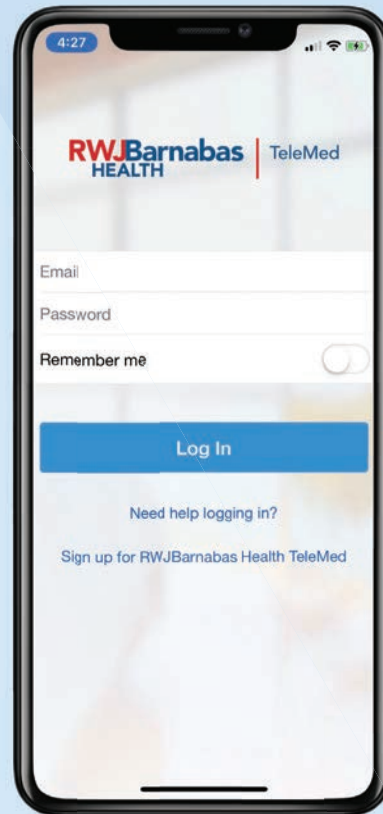 4:27
RWJBarnabas
HEALTH
TeleMed
Email
Password
Remember me
Log In
Need help logging in?
Sign up for RWJBarnabas Health TeleMed